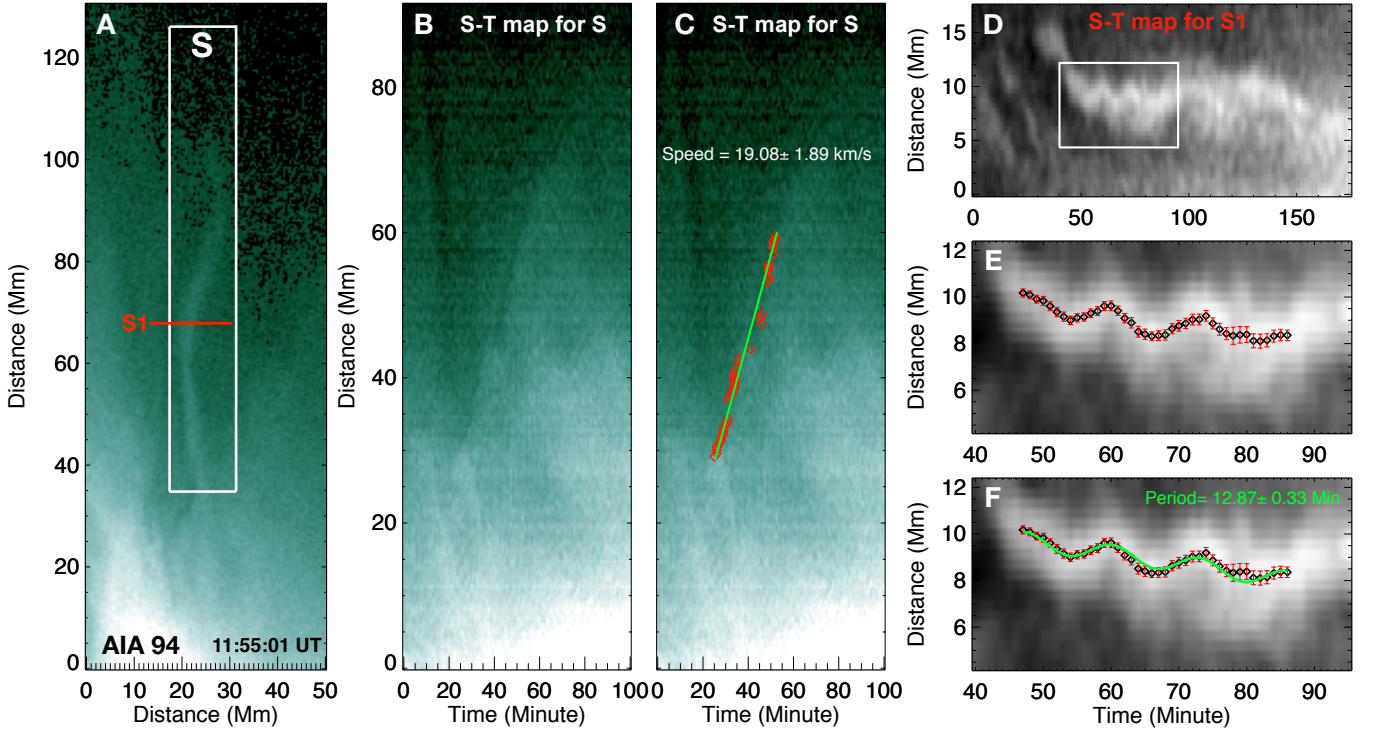 A
S
S1
AIA 94
11:55:01 UT
Distance (Mm)
0
20
40
60
80
100
120
0
10
20
30
40
50
Distance (Mm)
B
S-T map for S
Distance (Mm)
0
20
40
60
80
0
20
40
60
80
100
Time (Minute)
C
S-T map for S
Speed = 19.08± 1.89 km/s
0
20
40
60
80
100
Time (Minute)
D
S-T map for S1
Distance (Mm)
15
10
5
0
0
50
100
150
E
Distance (Mm)
12
10
8
6
40
50
60
70
80
90
F
Period= 12.87± 0.33 Min
Distance (Mm)
12
10
8
6
40
50
60
70
80
90
Time (Minute)